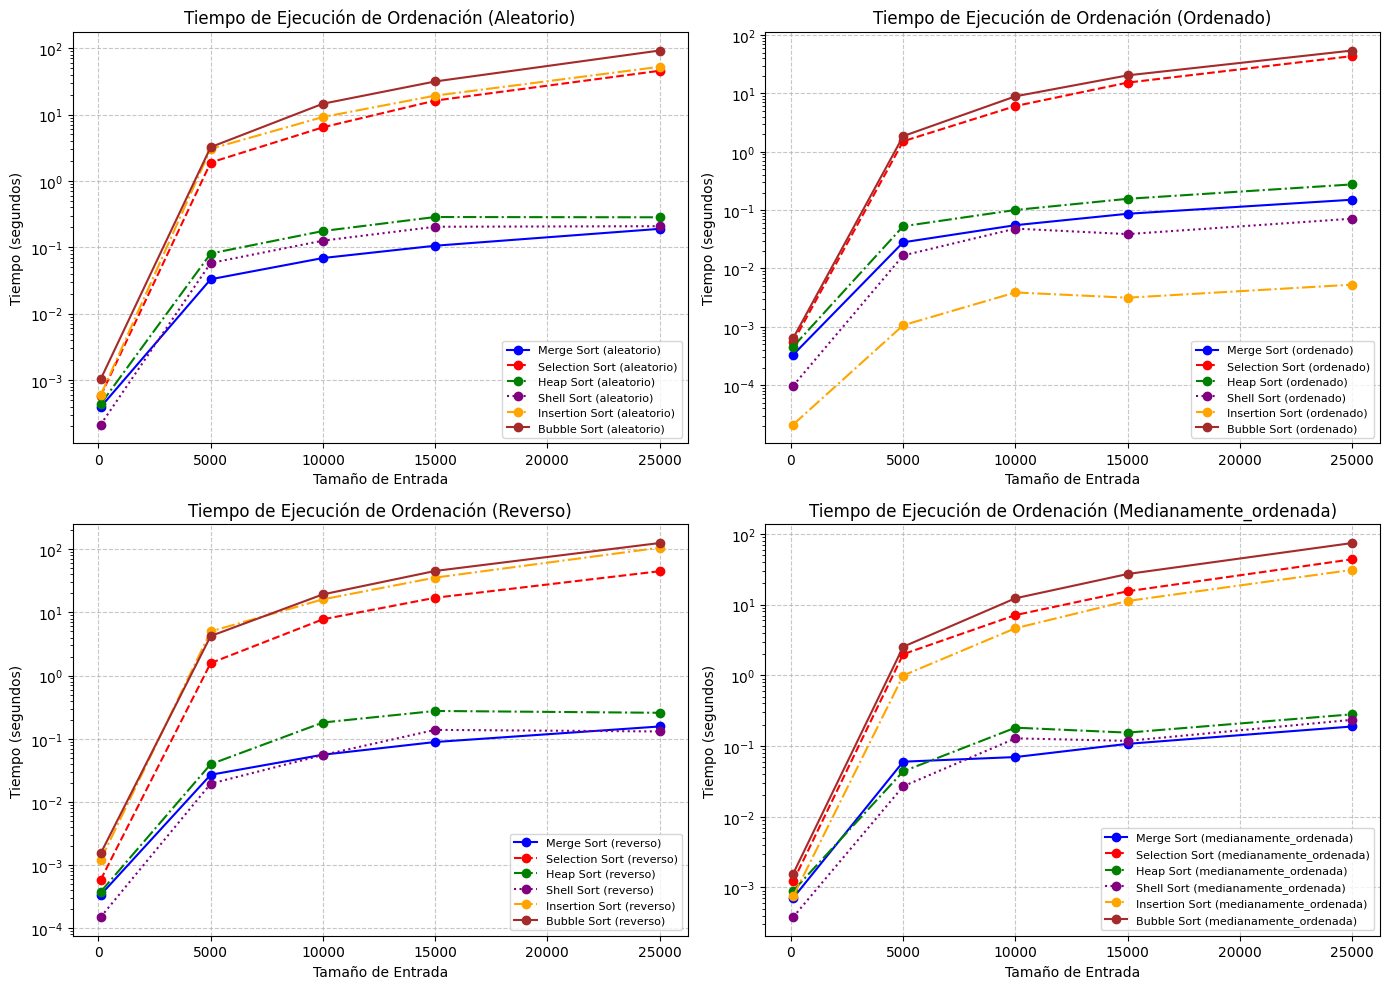 Tiempo de Ejecución de Ordenación (Aleatorio)
Tiempo (segundos)
10^2
10^1
10^0
10^-1
10^-2
10^-3
Merge Sort (aleatorio)
Selection Sort (aleatorio)
Heap Sort (aleatorio)
Shell Sort (aleatorio)
Insertion Sort (aleatorio)
Bubble Sort (aleatorio)
0 5000 10000 15000 20000 25000
Tamaño de Entrada
Tiempo de Ejecución de Ordenación (Ordenado)
Tiempo (segundos)
10^2
10^1
10^0
10^-1
10^-2
10^-3
10^-4
Merge Sort (ordenado)
Selection Sort (ordenado)
Heap Sort (ordenado)
Shell Sort (ordenado)
Insertion Sort (ordenado)
Bubble Sort (ordenado)
0 5000 10000 15000 20000 25000
Tamaño de Entrada
Tiempo de Ejecución de Ordenación (Reverso)
Tiempo (segundos)
10^2
10^1
10^0
10^-1
10^-2
10^-3
10^-4
Merge Sort (reverso)
Selection Sort (reverso)
Heap Sort (reverso)
Shell Sort (reverso)
Insertion Sort (reverso)
Bubble Sort (reverso)
0 5000 10000 15000 20000 25000
Tamaño de Entrada
Tiempo de Ejecución de Ordenación (Medianamente_ordenada)
Tiempo (segundos)
10^2
10^1
10^0
10^-1
10^-2
10^-3
Merge Sort (medianamente_ordenada)
Selection Sort (medianamente_ordenada)
Heap Sort (medianamente_ordenada)
Shell Sort (medianamente_ordenada)
Insertion Sort (medianamente_ordenada)
Bubble Sort (medianamente_ordenada)
0 5000 10000 15000 20000 25000
Tamaño de Entrada